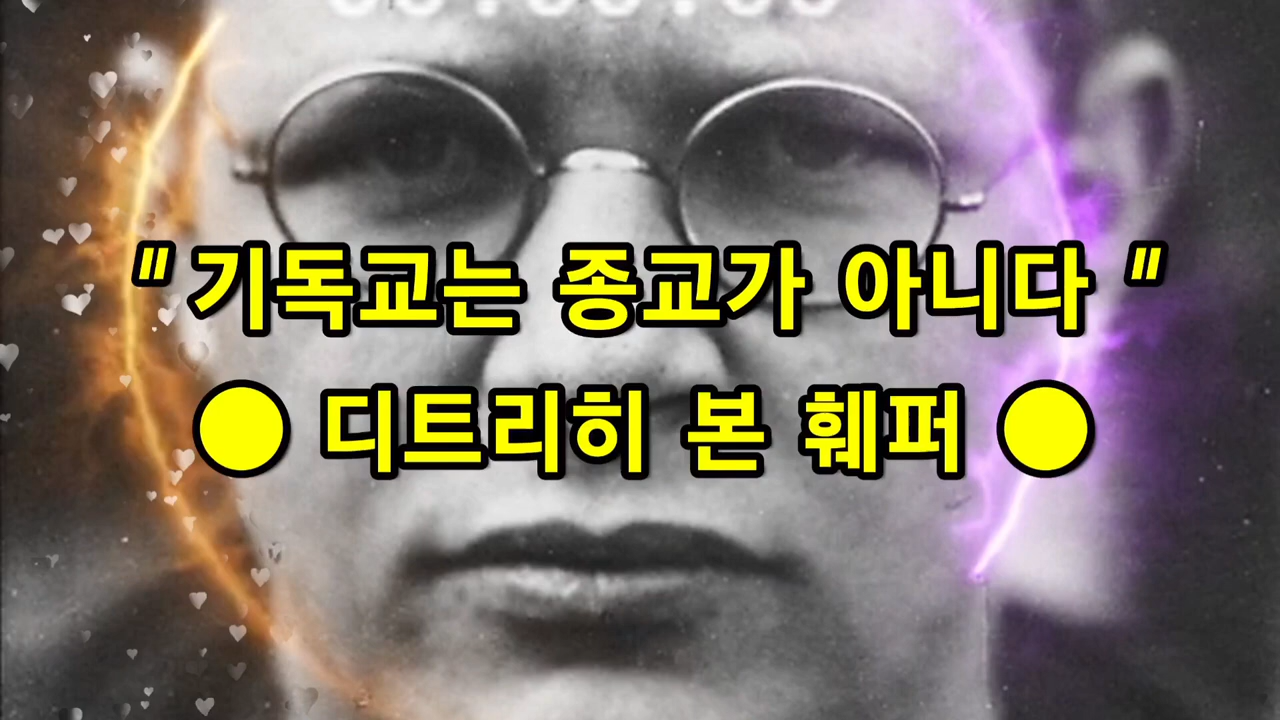 " 기독교는 종교가 아니다 "
● 디트리히 본 훼퍼 ●